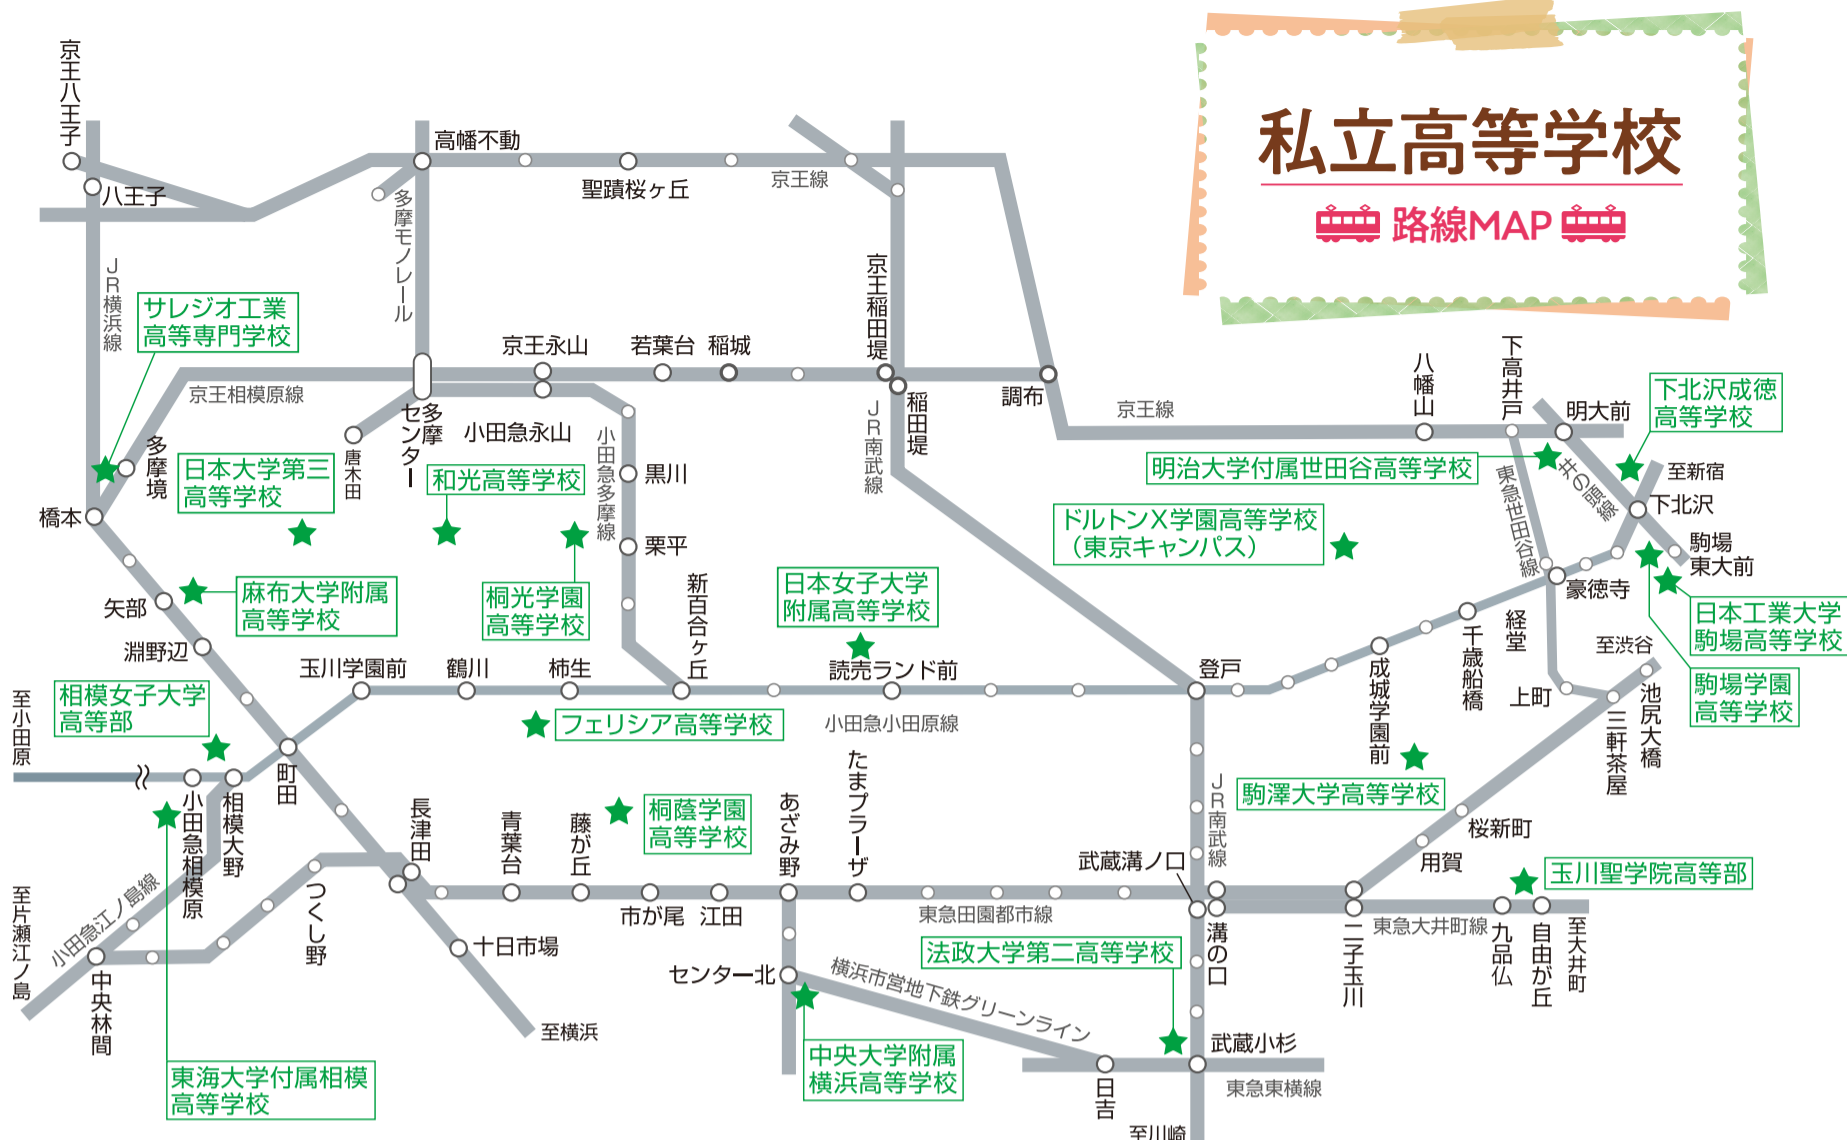 私立高等学校
路線MAP
京王八王子
八王子
高幡不動
聖蹟桜ヶ丘
京王線
多摩モノレール
JR横浜線
サレジオ工業
高等専門学校
京王相模原線
京王永山
若葉台
稲城
京王稲田堤
稲田堤
調布
京王線
八幡山
下高井戸
明大前
下北沢成徳
高等学校
多摩
センター
小田急永山
唐木田
多摩境
日本大学第三
高等学校
和光高等学校
小田急多摩線
黒川
JR南武線
明治大学付属世田谷高等学校
東急世田谷線
井の頭線
至新宿
下北沢
橋本
栗平
ドルトンX学園高等学校
（東京キャンパス）
駒場
東大前
矢部
麻布大学附属
高等学校
桐光学園
高等学校
新百合ヶ丘
日本女子大学
附属高等学校
豪徳寺
経堂
千歳船橋
日本工業大学
駒場高等学校
淵野辺
玉川学園前
鶴川
柿生
読売ランド前
登戸
成城学園前
至渋谷
上町
池尻大橋
三軒茶屋
駒場学園
高等学校
至小田原
相模女子大学
高等部
フェリシア高等学校
小田急小田原線
町田
小田急相模原
相模大野
長津田
青葉台
藤が丘
桐蔭学園
高等学校
あざみ野
たまプラーザ
JR南武線
駒澤大学高等学校
桜新町
用賀
武蔵溝ノ口
玉川聖学院高等部
至片瀬江ノ島
小田急江ノ島線
つくし野
市が尾
江田
東急田園都市線
溝の口
二子玉川
東急大井町線
九品仏
自由が丘
至大井町
十日市場
法政大学第二高等学校
センター北
横浜市営地下鉄グリーンライン
中央林間
至横浜
中央大学附属
横浜高等学校
武蔵小杉
日吉
東急東横線
東海大学付属相模
高等学校
至川崎